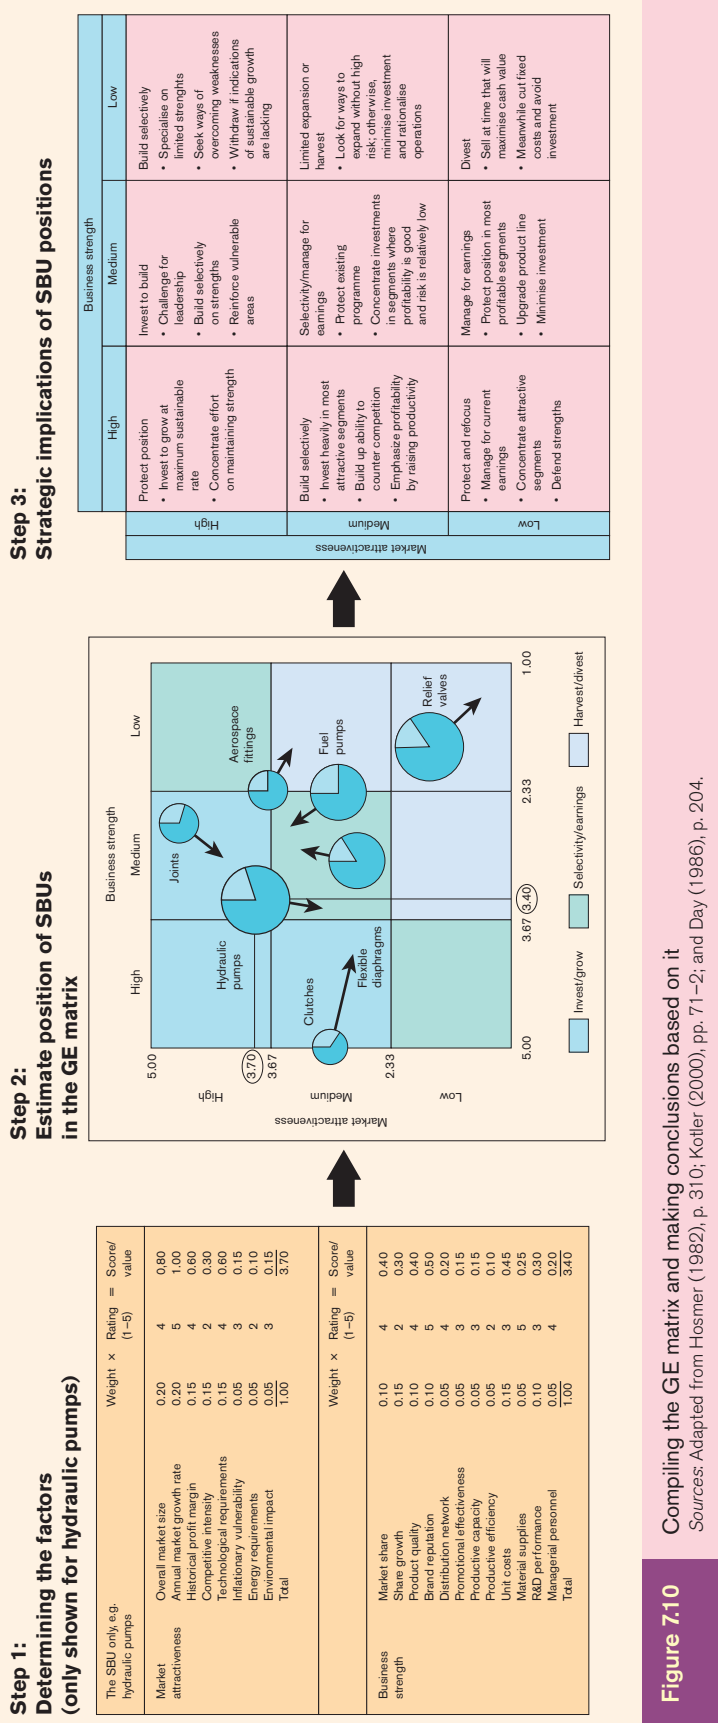 Step 1:
Determining the factors
(only shown for hydraulic pumps)
The SBU only, e.g.
hydraulic pumps
Weight × Rating = Score/
(1–5) value
Market
attractiveness
Overall market size 0.20 4 0,80
Annual market growth rate 0.20 5 1.00
Historical profit margin 0.15 4 0.60
Competitive intensity 0.15 2 0.30
Technological requirements 0.15 4 0.60
Inflationary vulnerability 0.05 3 0.15
Energy requirements 0.05 2 0.10
Environmental impact 0.05 3 0.15
Total 1.00 3.70
Weight × Rating = Score/
(1–5) value
Business
strength
Market share 0.10 4 0.40
Share growth 0.15 2 0.30
Product quality 0.10 4 0.40
Brand reputation 0.10 5 0.50
Distribution network 0.05 4 0.20
Promotional effectiveness 0.05 3 0.15
Productive capacity 0.05 3 0.15
Productive efficiency 0.05 2 0.10
Unit costs 0.15 3 0.45
Material supplies 0.05 5 0.25
R&D performance 0.10 3 0.30
Managerial personnel 0.05 4 0.20
Total 1.00 3.40
Step 2:
Estimate position of SBUs
in the GE matrix
Business strength
High
Medium
Low
Market attractiveness
High
Medium
Low
5.00
3.70
3.67
2.33
Hydraulic
pumps
Joints
Aerospace
fittings
Clutches
Flexible
diaphragms
Fuel
pumps
Relief
valves
5.00
3.67
3.40
2.33
1.00
Invest/grow
Selectivity/earnings
Harvest/divest
Step 3:
Strategic implications of SBU positions
Business strength
High
Medium
Low
Market attractiveness
High
Protect position
• Invest to grow at
maximum sustainable
rate
• Concentrate effort
on maintaining strength
Invest to build
• Challenge for
leadership
• Build selectively
on strengths
• Reinforce vulnerable
areas
Build selectively
• Specialise on
limited strenghts
• Seek ways of
overcoming weaknesses
• Withdraw if indications
of sustainable growth
are lacking
Medium
Build selectively
• Invest heavily in most
attractive segments
• Build up ability to
counter competition
• Emphasize profitability
by raising productivity
Selectivity/manage for
earnings
• Protect existing
programme
• Concentrate investments
in segments where
profitability is good
and risk is relatively low
Limited expansion or
harvest
• Look for ways to
expand without high
risk; otherwise,
minimise investment
and rationalise
operations
Low
Protect and refocus
• Manage for current
earnings
• Concentrate attractive
segments
• Defend strengths
Manage for earnings
• Protect position in most
profitable segments
• Upgrade product line
• Minimise investment
Divest
• Sell at time that will
maximise cash value
• Meanwhile cut fixed
costs and avoid
investment
Figure 7.10
Compiling the GE matrix and making conclusions based on it
Sources: Adapted from Hosmer (1982), p. 310; Kotler (2000), pp. 71–2; and Day (1986), p. 204.